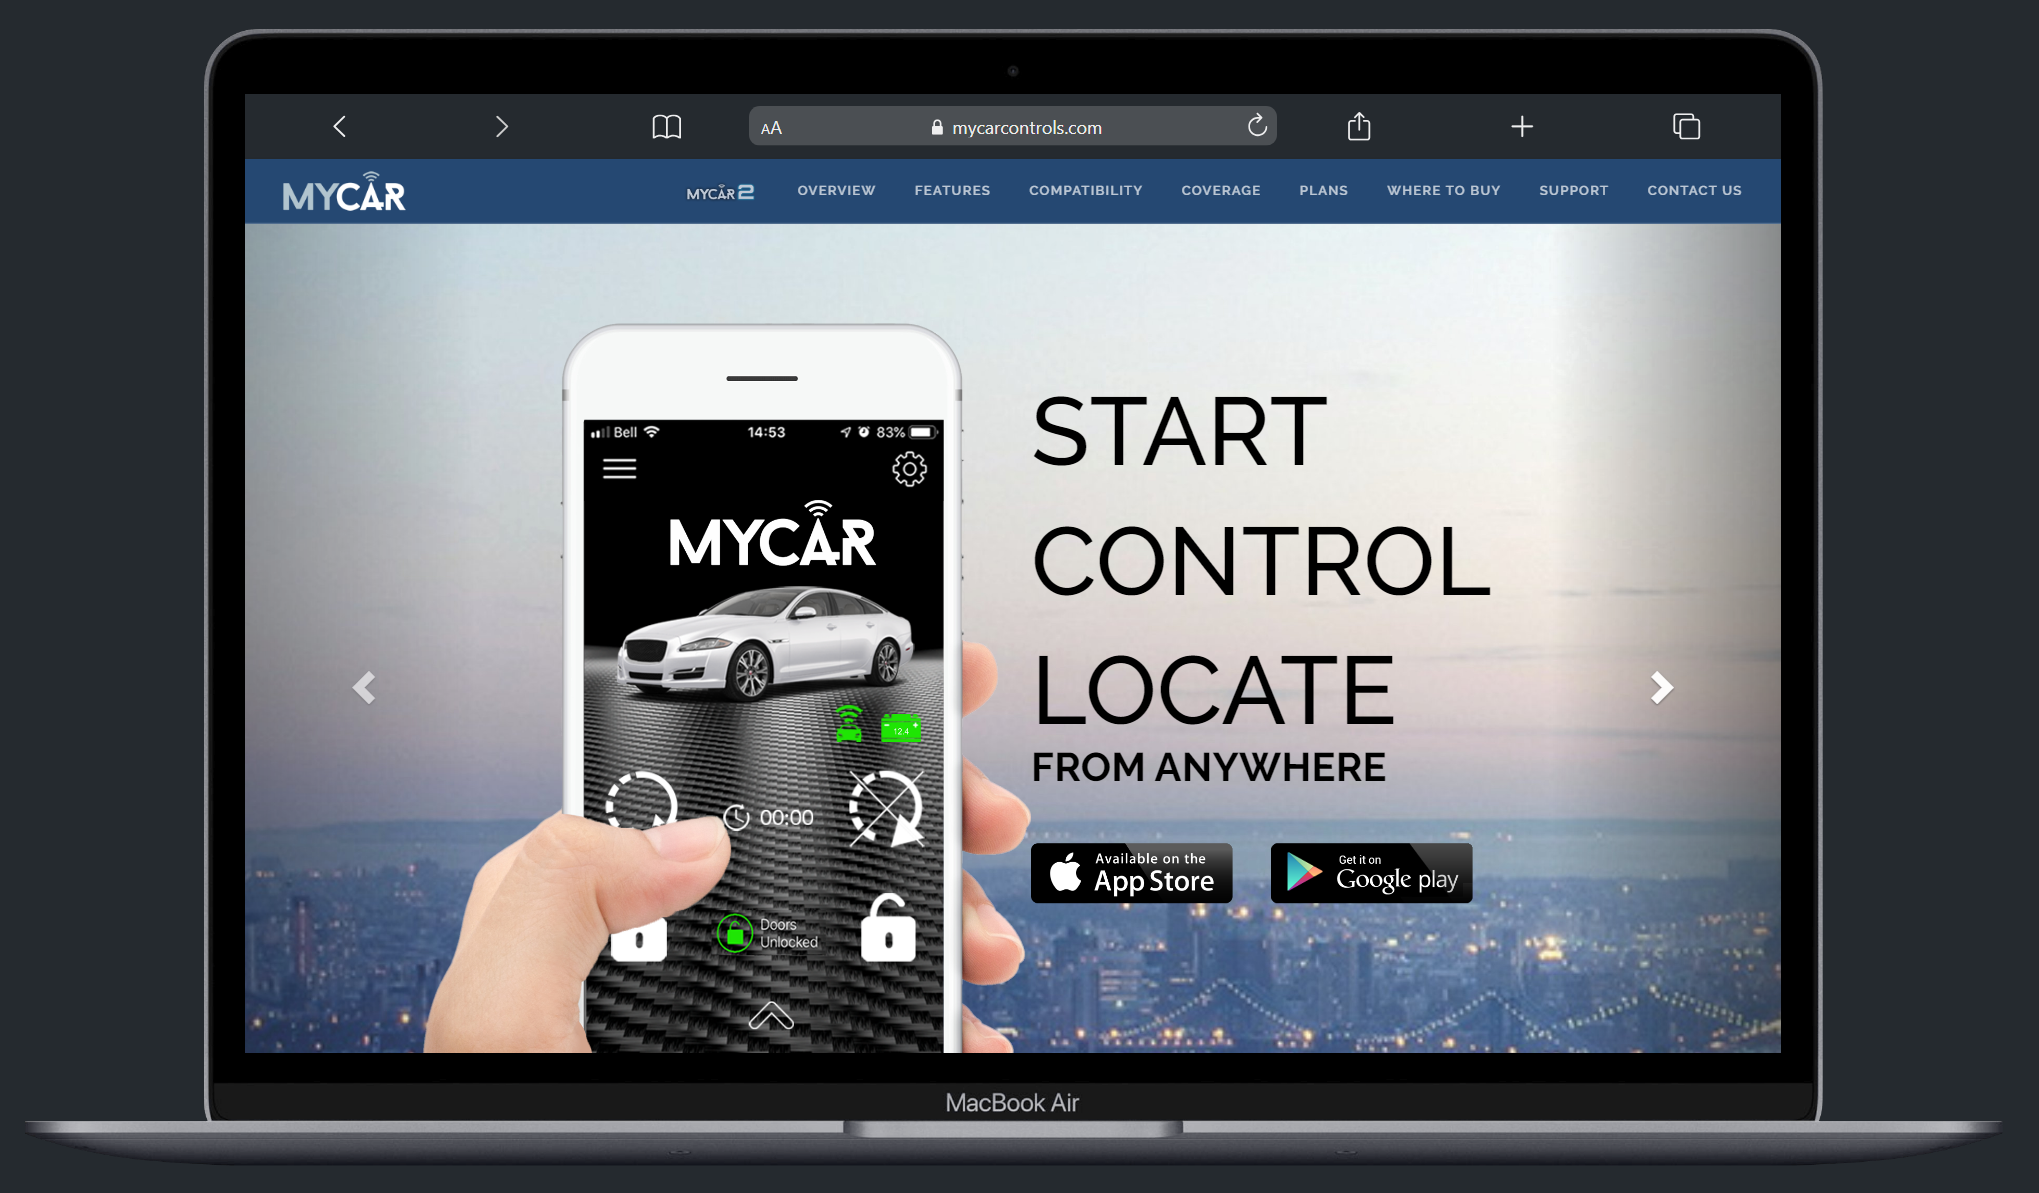 AA
mycarcontrols.com
MYCAR
MYCAR 2
OVERVIEW
FEATURES
COMPATIBILITY
COVERAGE
PLANS
WHERE TO BUY
SUPPORT
CONTACT US
Bell
14:53
83%
MYCAR
12.4
00:00
Doors
Unlocked
START
CONTROL
LOCATE
FROM ANYWHERE
Available on the
App Store
Get it on
Google play
MacBook Air